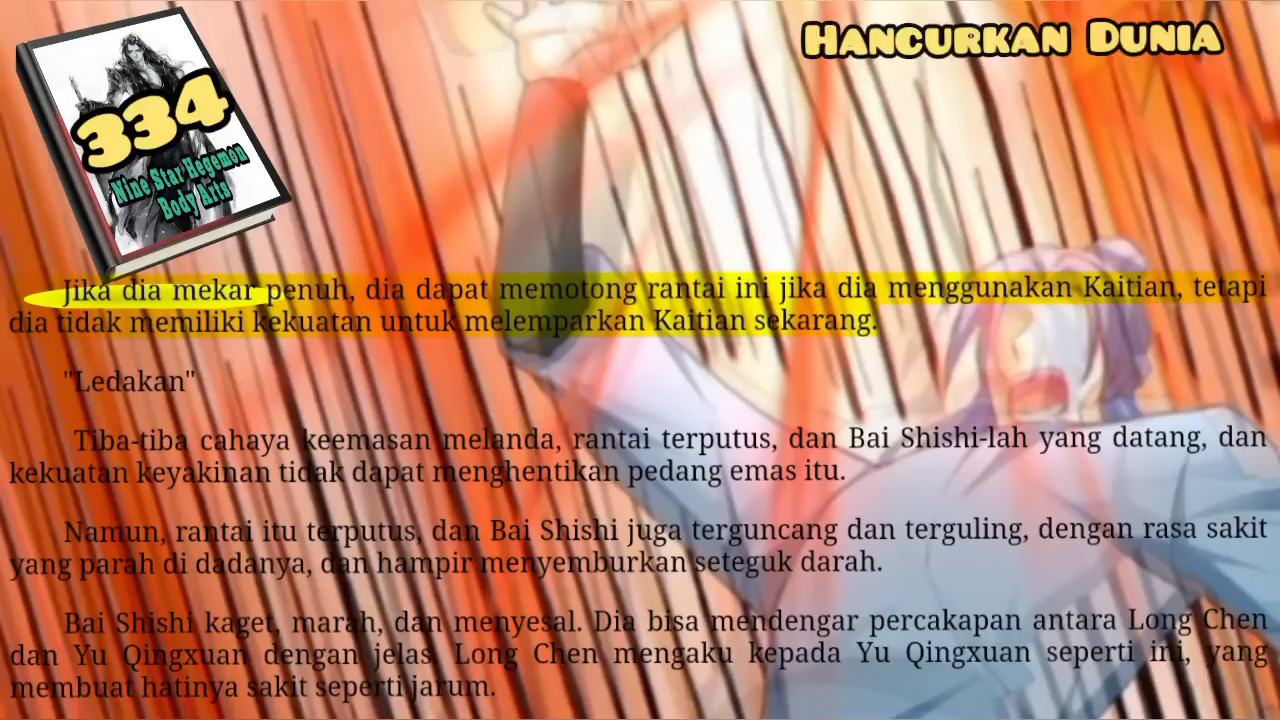 HANCURKAN DUNIA
334
Nine Star Hegemon
Body Arts
Jika dia mekar penuh, dia dapat memotong rantai ini jika dia menggunakan Kaitian, tetapi
dia tidak memiliki kekuatan untuk melemparkan Kaitian sekarang.
"Ledakan"
Tiba-tiba cahaya keemasan melanda, rantai terputus, dan Bai Shishi-lah yang datang, dan
kekuatan keyakinan tidak dapat menghentikan pedang emas itu.
Namun, rantai itu terputus, dan Bai Shishi juga terguncang dan terguling, dengan rasa sakit
yang parah di dadanya, dan hampir menyemburkan seteguk darah.
Bai Shishi kaget, marah, dan menyesal. Dia bisa mendengar percakapan antara Long Chen
dan Yu Qingxuan dengan jelas. Long Chen mengaku kepada Yu Qingxuan seperti ini, yang
membuat hatinya sakit seperti jarum.